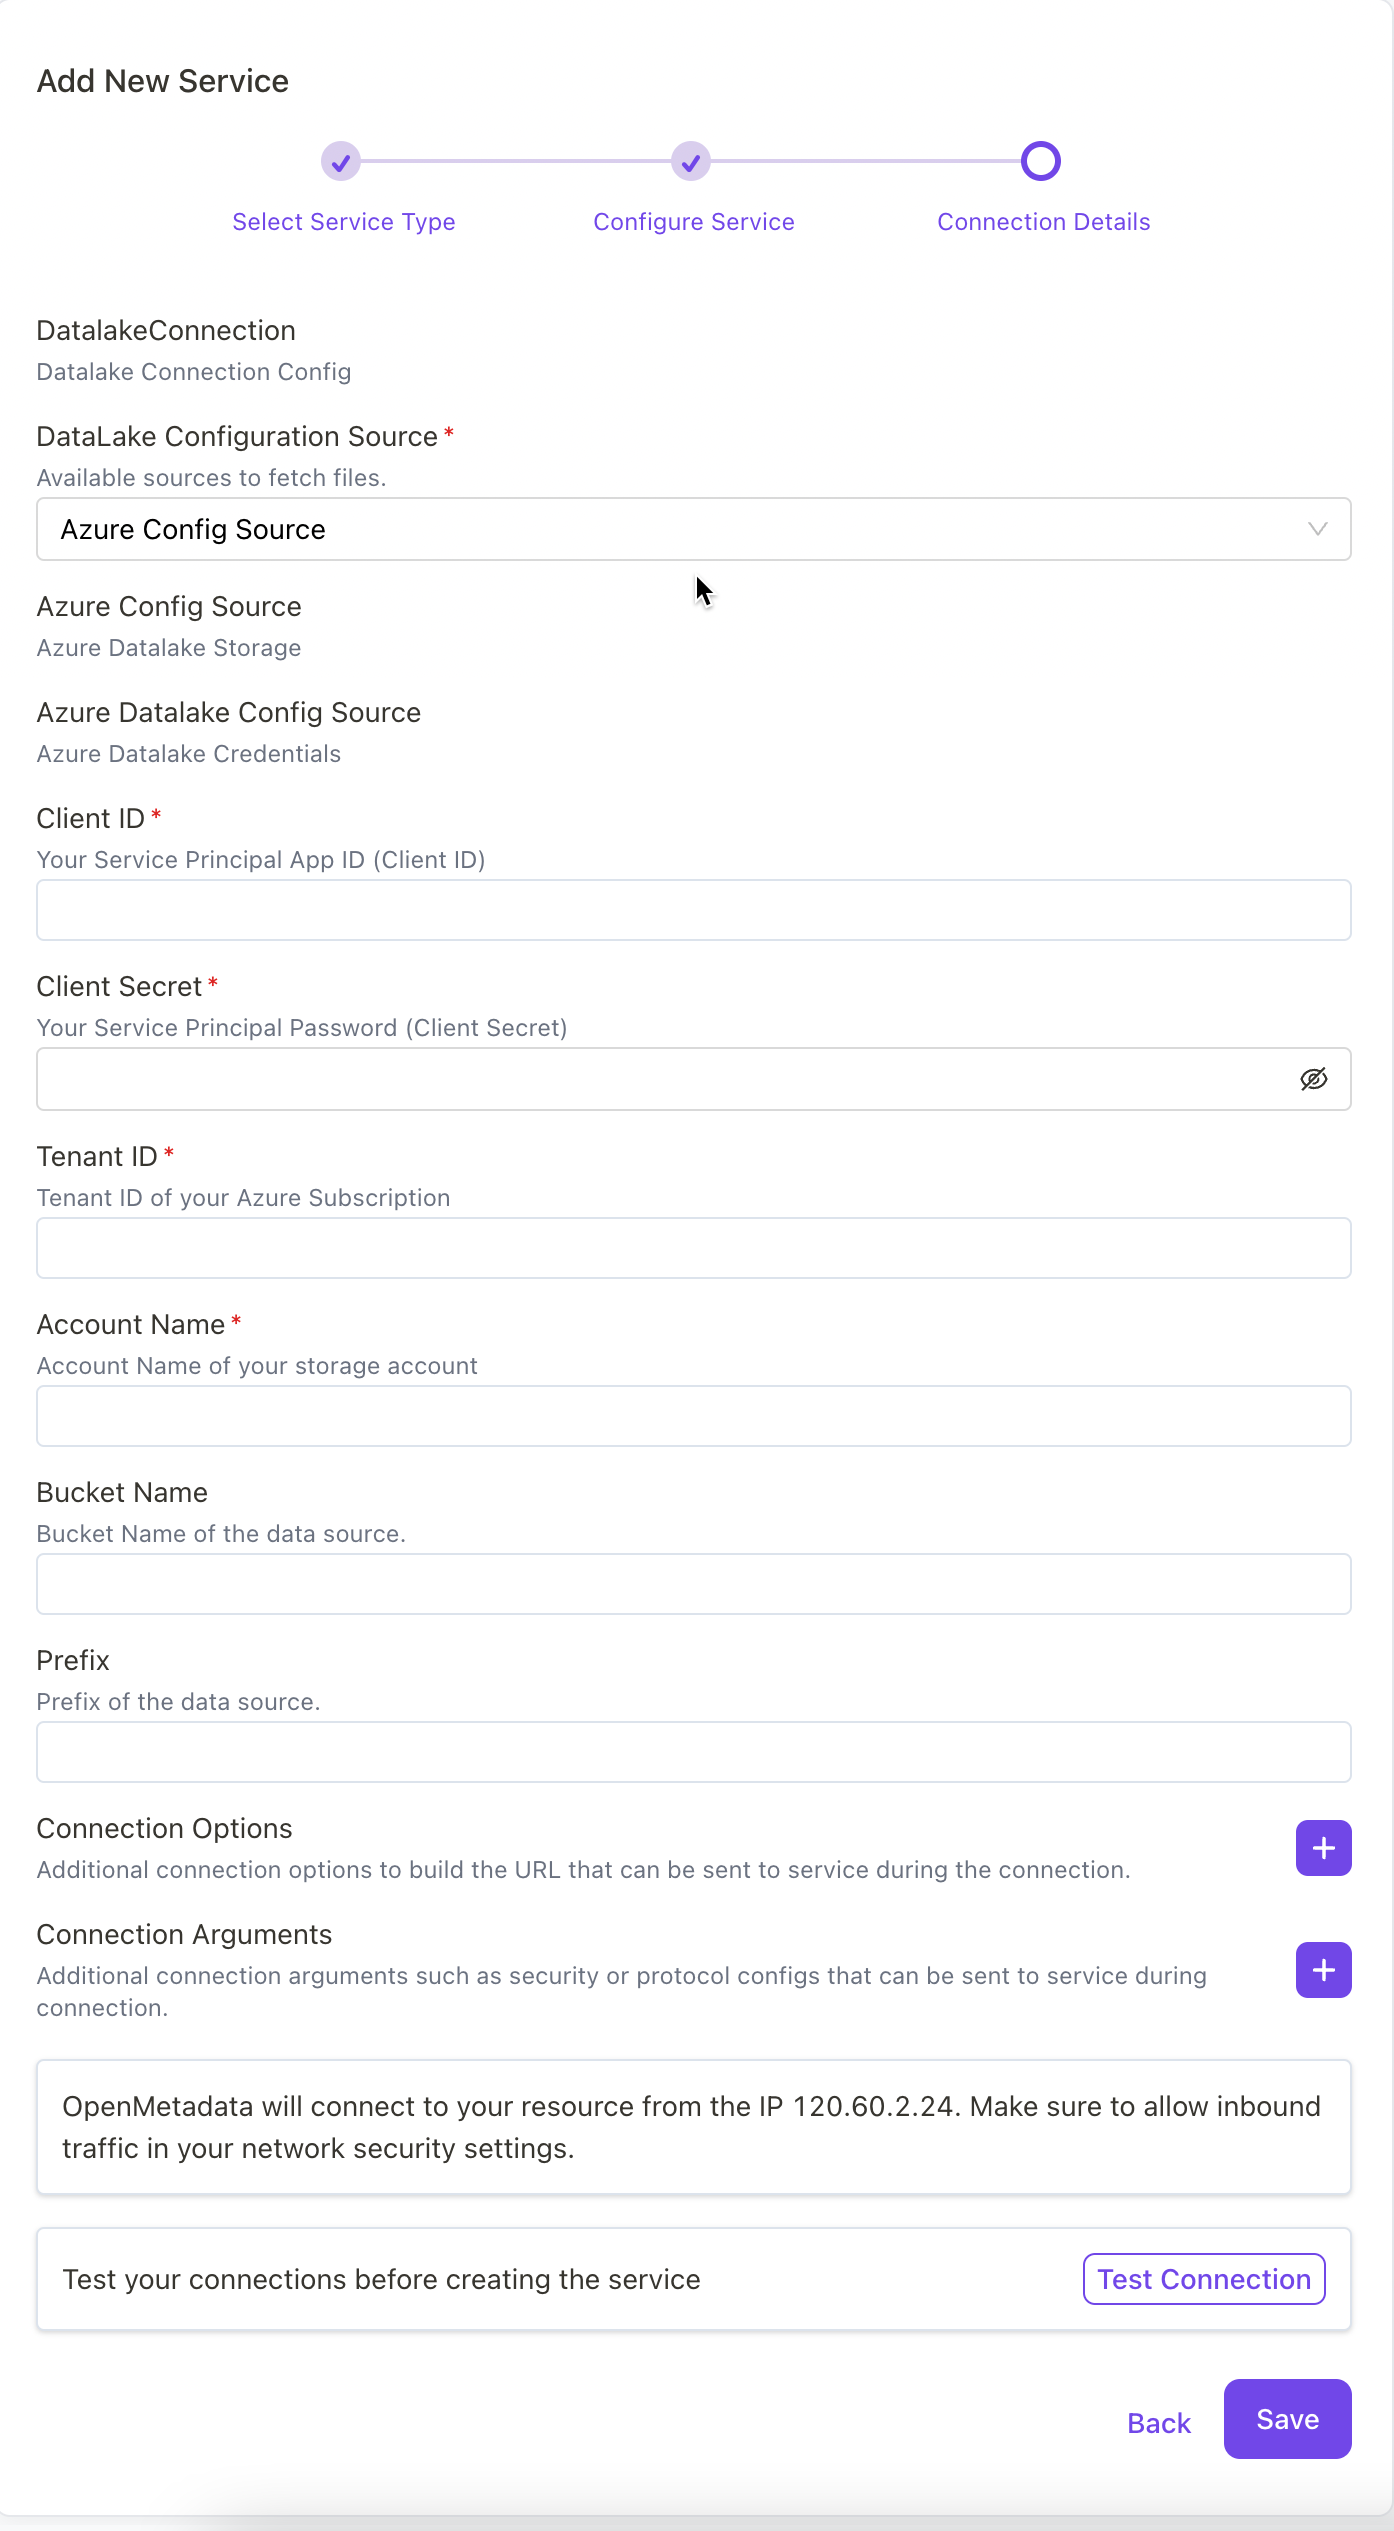 Add New Service
Select Service Type
Configure Service
Connection Details
DatalakeConnection
Datalake Connection Config
DataLake Configuration Source *
Available sources to fetch files.
Azure Config Source
Azure Config Source
Azure Datalake Storage
Azure Datalake Config Source
Azure Datalake Credentials
Client ID *
Your Service Principal App ID (Client ID)
Client Secret *
Your Service Principal Password (Client Secret)
Tenant ID *
Tenant ID of your Azure Subscription
Account Name *
Account Name of your storage account
Bucket Name
Bucket Name of the data source.
Prefix
Prefix of the data source.
Connection Options
Additional connection options to build the URL that can be sent to service during the connection.
Connection Arguments
Additional connection arguments such as security or protocol configs that can be sent to service during
connection.
OpenMetadata will connect to your resource from the IP 120.60.2.24. Make sure to allow inbound
traffic in your network security settings.
Test your connections before creating the service
Test Connection
Back
Save